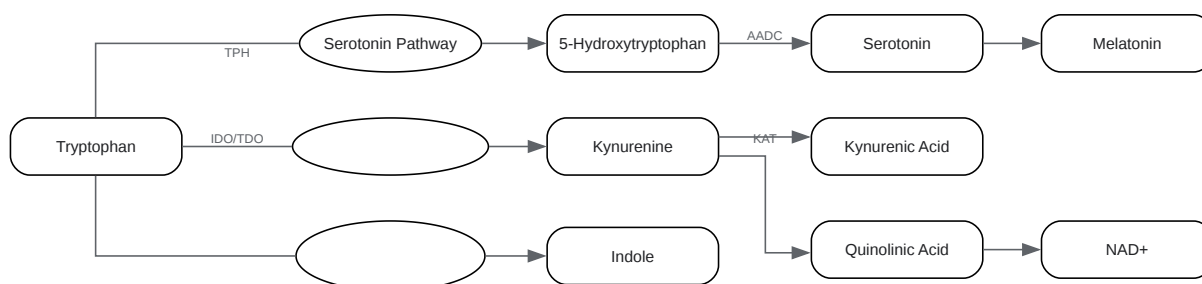 Serotonin Pathway
5-Hydroxytryptophan
AADC
Serotonin
Melatonin
TPH
Tryptophan
IDO/TDO
Kynurenine
KAT
Kynurenic Acid
Indole
Quinolinic Acid
NAD+